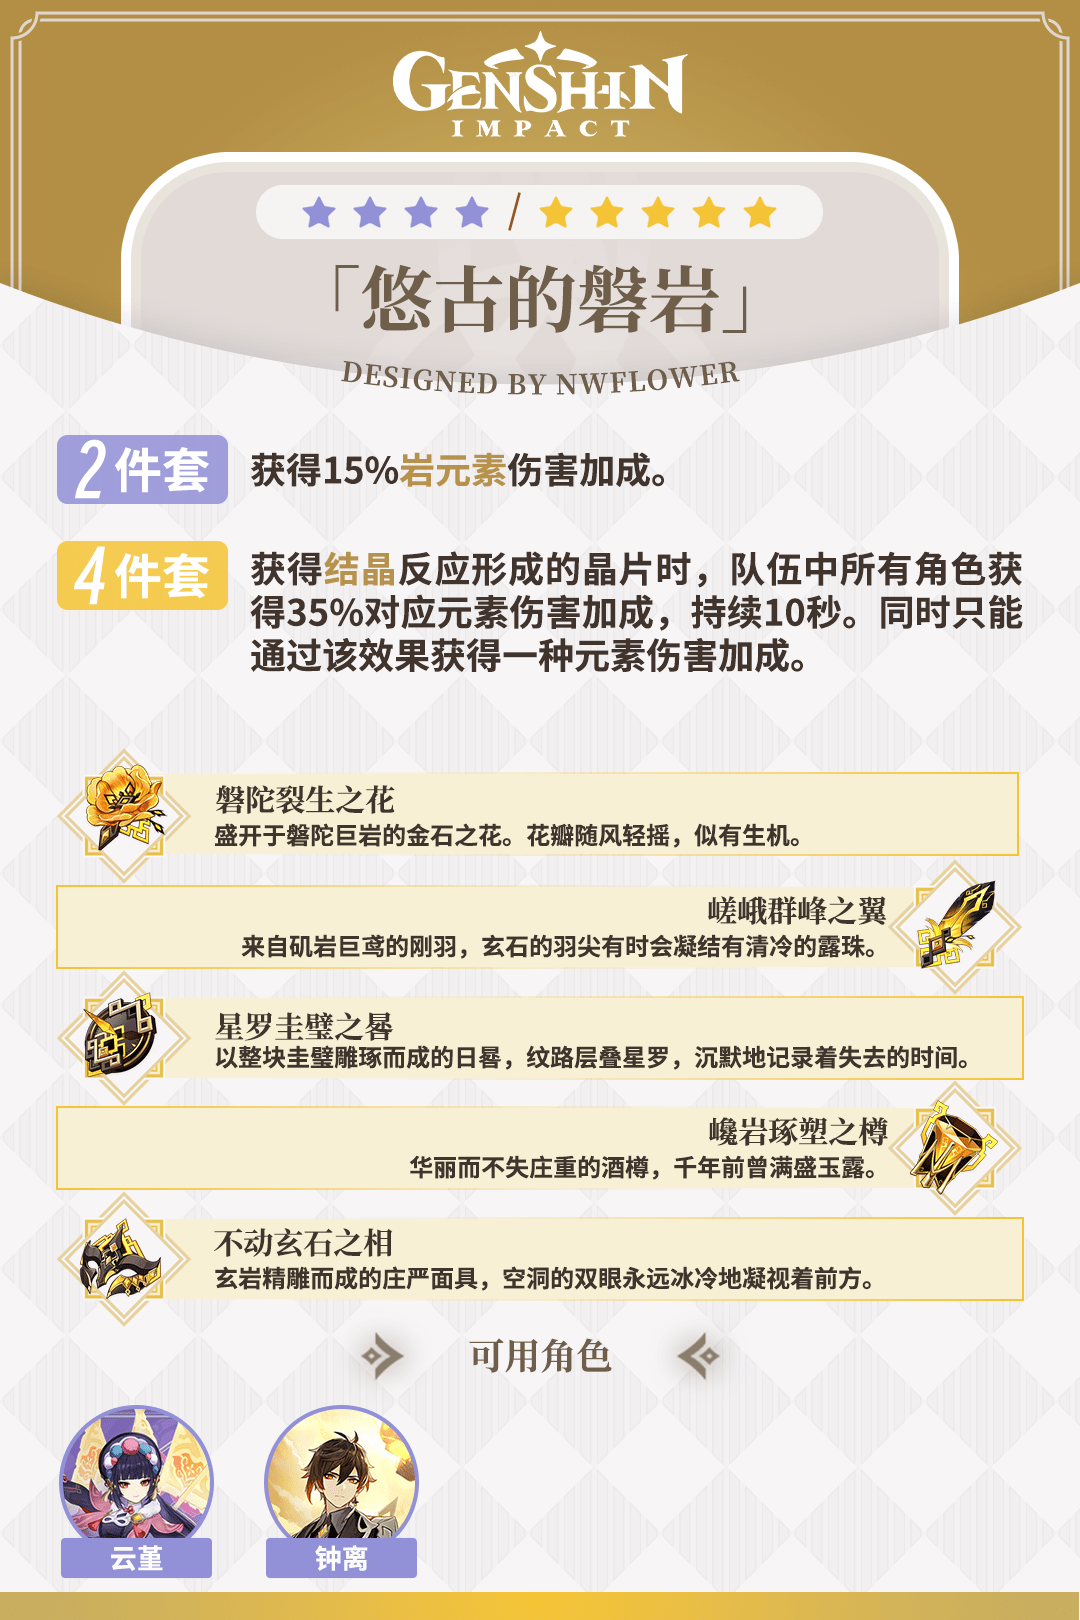 GENSHIN
IMPACT
「悠古的磐岩」
DESIGNED BY NWFLOWER
2件套
获得15%岩元素伤害加成。
4件套
获得结晶反应形成的晶片时，队伍中所有角色获
得35%对应元素伤害加成，持续10秒。同时只能
通过该效果获得一种元素伤害加成。
磐陀裂生之花
盛开于磐陀巨岩的金石之花。花瓣随风轻摇，似有生机。
嵯峨群峰之翼
来自矶岩巨鸢的刚羽，玄石的羽尖有时会凝结有清冷的露珠。
星罗圭璧之晷
以整块圭璧雕琢而成的日晷，纹路层叠星罗，沉默地记录着失去的时间。
巉岩琢塑之樽
华丽而不失庄重的酒樽，千年前曾满盛玉露。
不动玄石之相
玄岩精雕而成的庄严面具，空洞的双眼永远冰冷地凝视着前方。
可用角色
云堇
钟离